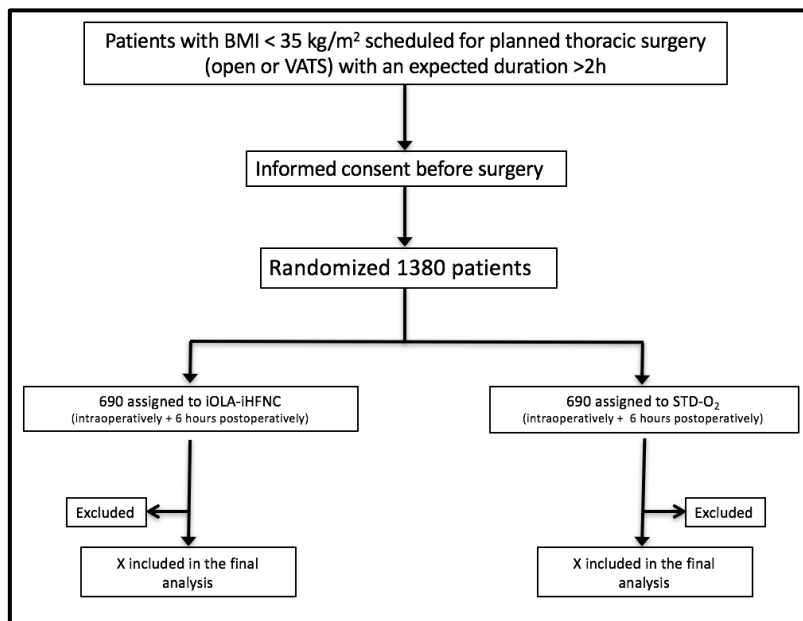 Patients with BMI < 35 kg/m² scheduled for planned thoracic surgery
(open or VATS) with an expected duration >2h
Informed consent before surgery
Randomized 1380 patients
690 assigned to iOLA-iHFNC
(intraoperatively + 6 hours postoperatively)
690 assigned to STD-O₂
(intraoperatively + 6 hours postoperatively)
Excluded
Excluded
X included in the final
analysis
X included in the final
analysis